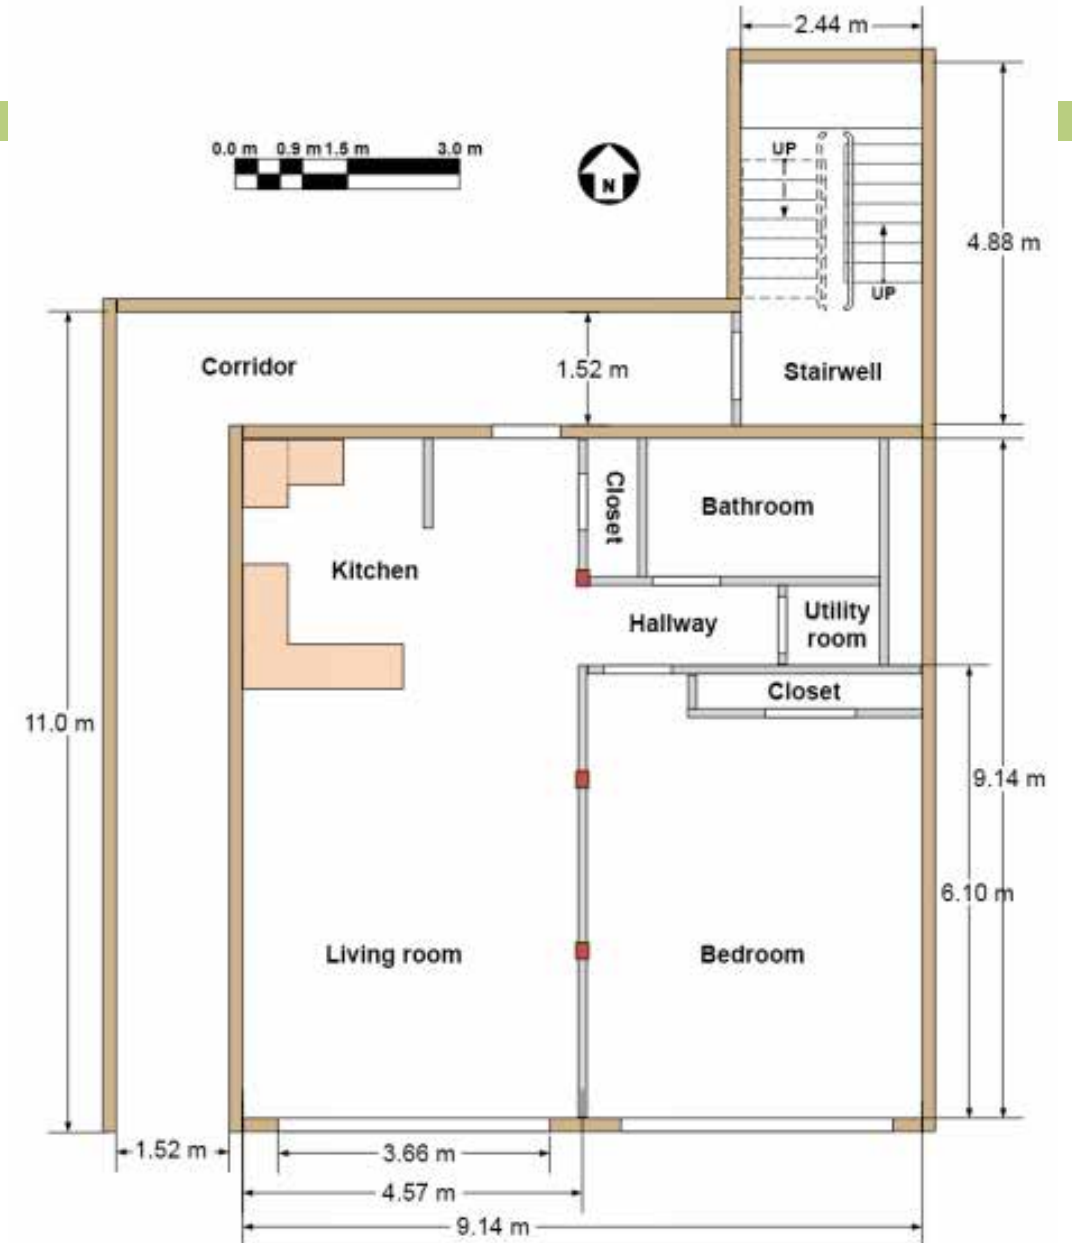 2.44 m
0.0 m 0.9 m 1.5 m 3.0 m
N
UP
4.88 m
UP
Corridor
1.52 m
Stairwell
Closet
Bathroom
Kitchen
Hallway
Utility
room
Closet
11.0 m
9.14 m
6.10 m
Living room
Bedroom
1.52 m
3.66 m
4.57 m
9.14 m